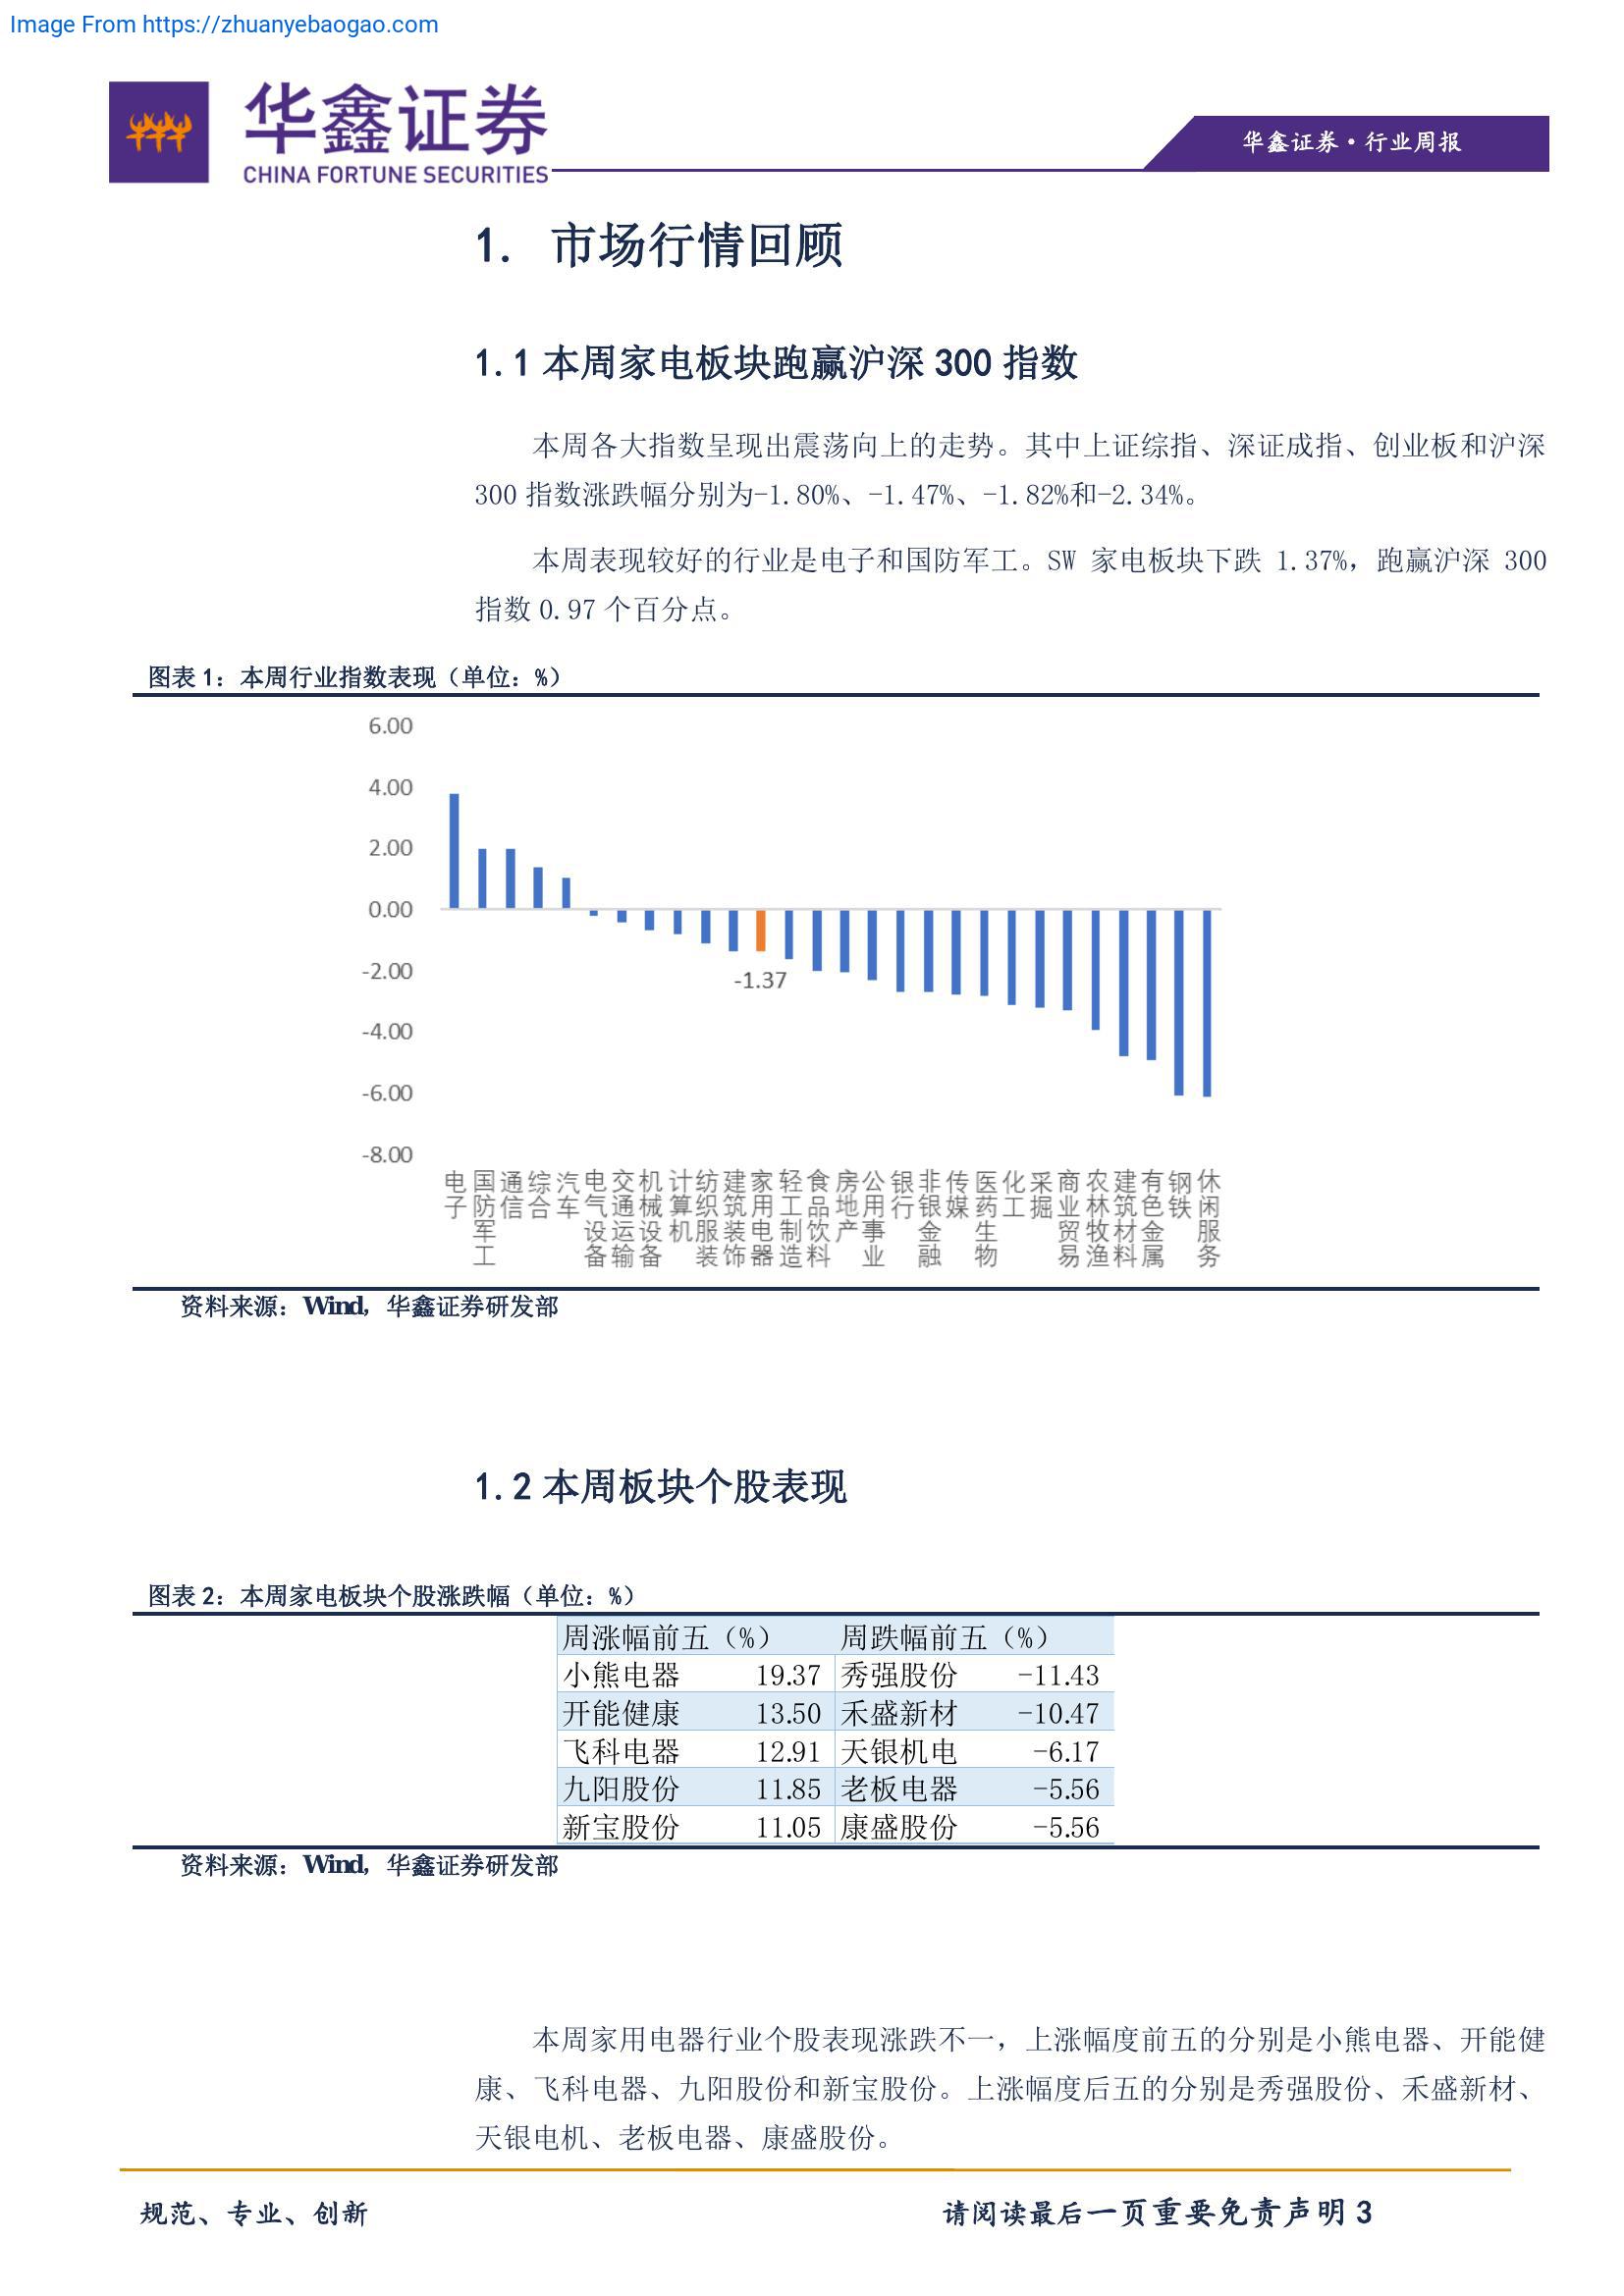 Image From https://zhuanyebaogao.com
华鑫证券
CHINA FORTUNE SECURITIES
华鑫证券·行业周报
1. 市场行情回顾
1.1 本周家电板块跑赢沪深 300 指数
本周各大指数呈现出震荡向上的走势。其中上证综指、深证成指、创业板和沪深
300 指数涨跌幅分别为-1.80%、-1.47%、-1.82%和-2.34%。
本周表现较好的行业是电子和国防军工。SW 家电板块下跌 1.37%，跑赢沪深 300
指数 0.97 个百分点。
图表 1：本周行业指数表现（单位：%）
6.00
4.00
2.00
0.00
-2.00
-4.00
-6.00
-8.00
-1.37
电子
国防军工
通信
综合
汽车
电气设备
交通运输
机械设备
计算机
纺织服装
建筑装饰
家用电器
轻工制造
食品饮料
房地产
公用事业
银行
非银金融
传媒
医药生物
化工
采掘
商业贸易
农林牧渔
建筑材料
有色金属
钢铁
休闲服务
资料来源：Wind，华鑫证券研发部
1.2 本周板块个股表现
图表 2：本周家电板块个股涨跌幅（单位：%）
周涨幅前五（%） 周跌幅前五（%）
小熊电器 19.37 秀强股份 -11.43
开能健康 13.50 禾盛新材 -10.47
飞科电器 12.91 天银机电 -6.17
九阳股份 11.85 老板电器 -5.56
新宝股份 11.05 康盛股份 -5.56
资料来源：Wind，华鑫证券研发部
本周家用电器行业个股表现涨跌不一，上涨幅度前五的分别是小熊电器、开能健
康、飞科电器、九阳股份和新宝股份。上涨幅度后五的分别是秀强股份、禾盛新材、
天银电机、老板电器、康盛股份。
规范、专业、创新
请阅读最后一页重要免责声明 3